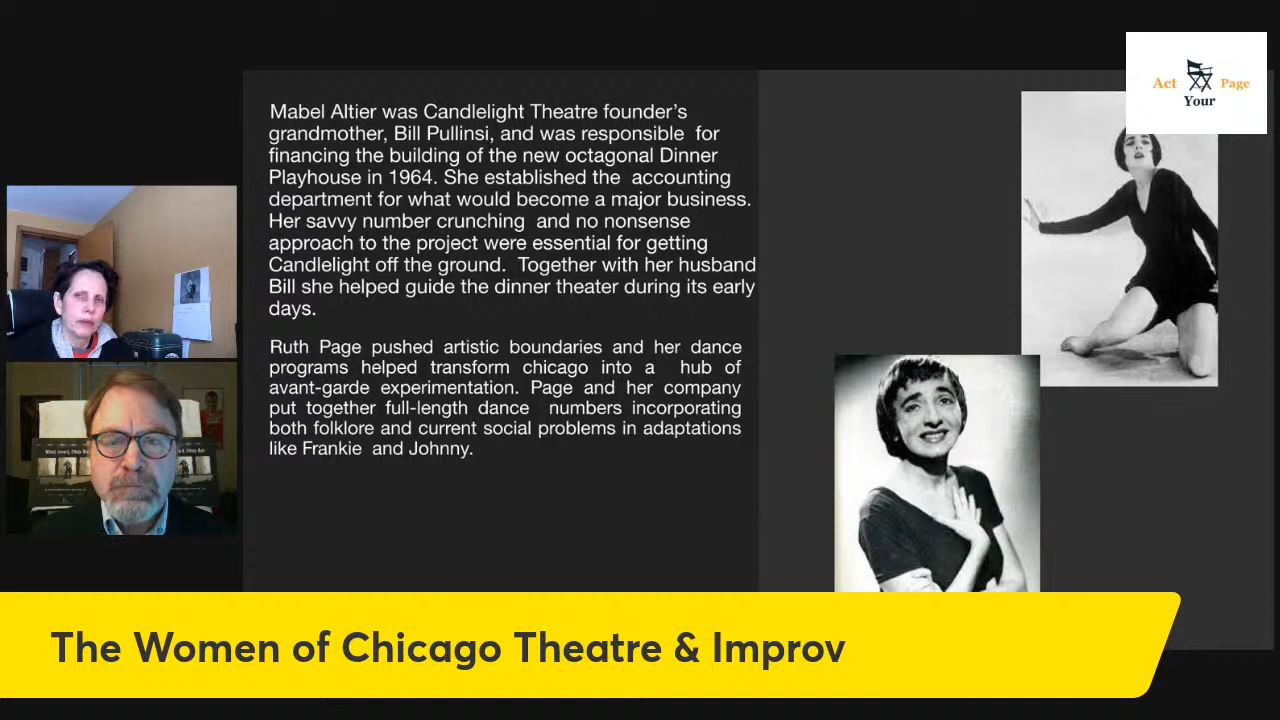 Act
Your
Page
Mabel Altier was Candlelight Theatre founder's
grandmother, Bill Pullinsi, and was responsible for
financing the building of the new octagonal Dinner
Playhouse in 1964. She established the accounting
department for what would become a major business.
Her savvy number crunching and no nonsense
approach to the project were essential for getting
Candlelight off the ground. Together with her husband
Bill she helped guide the dinner theater during its early
days.
Ruth Page pushed artistic boundaries and her dance
programs helped transform chicago into a hub of
avant-garde experimentation. Page and her company
put together full-length dance numbers incorporating
both folklore and current social problems in adaptations
like Frankie and Johnny.
The Women of Chicago Theatre & Improv